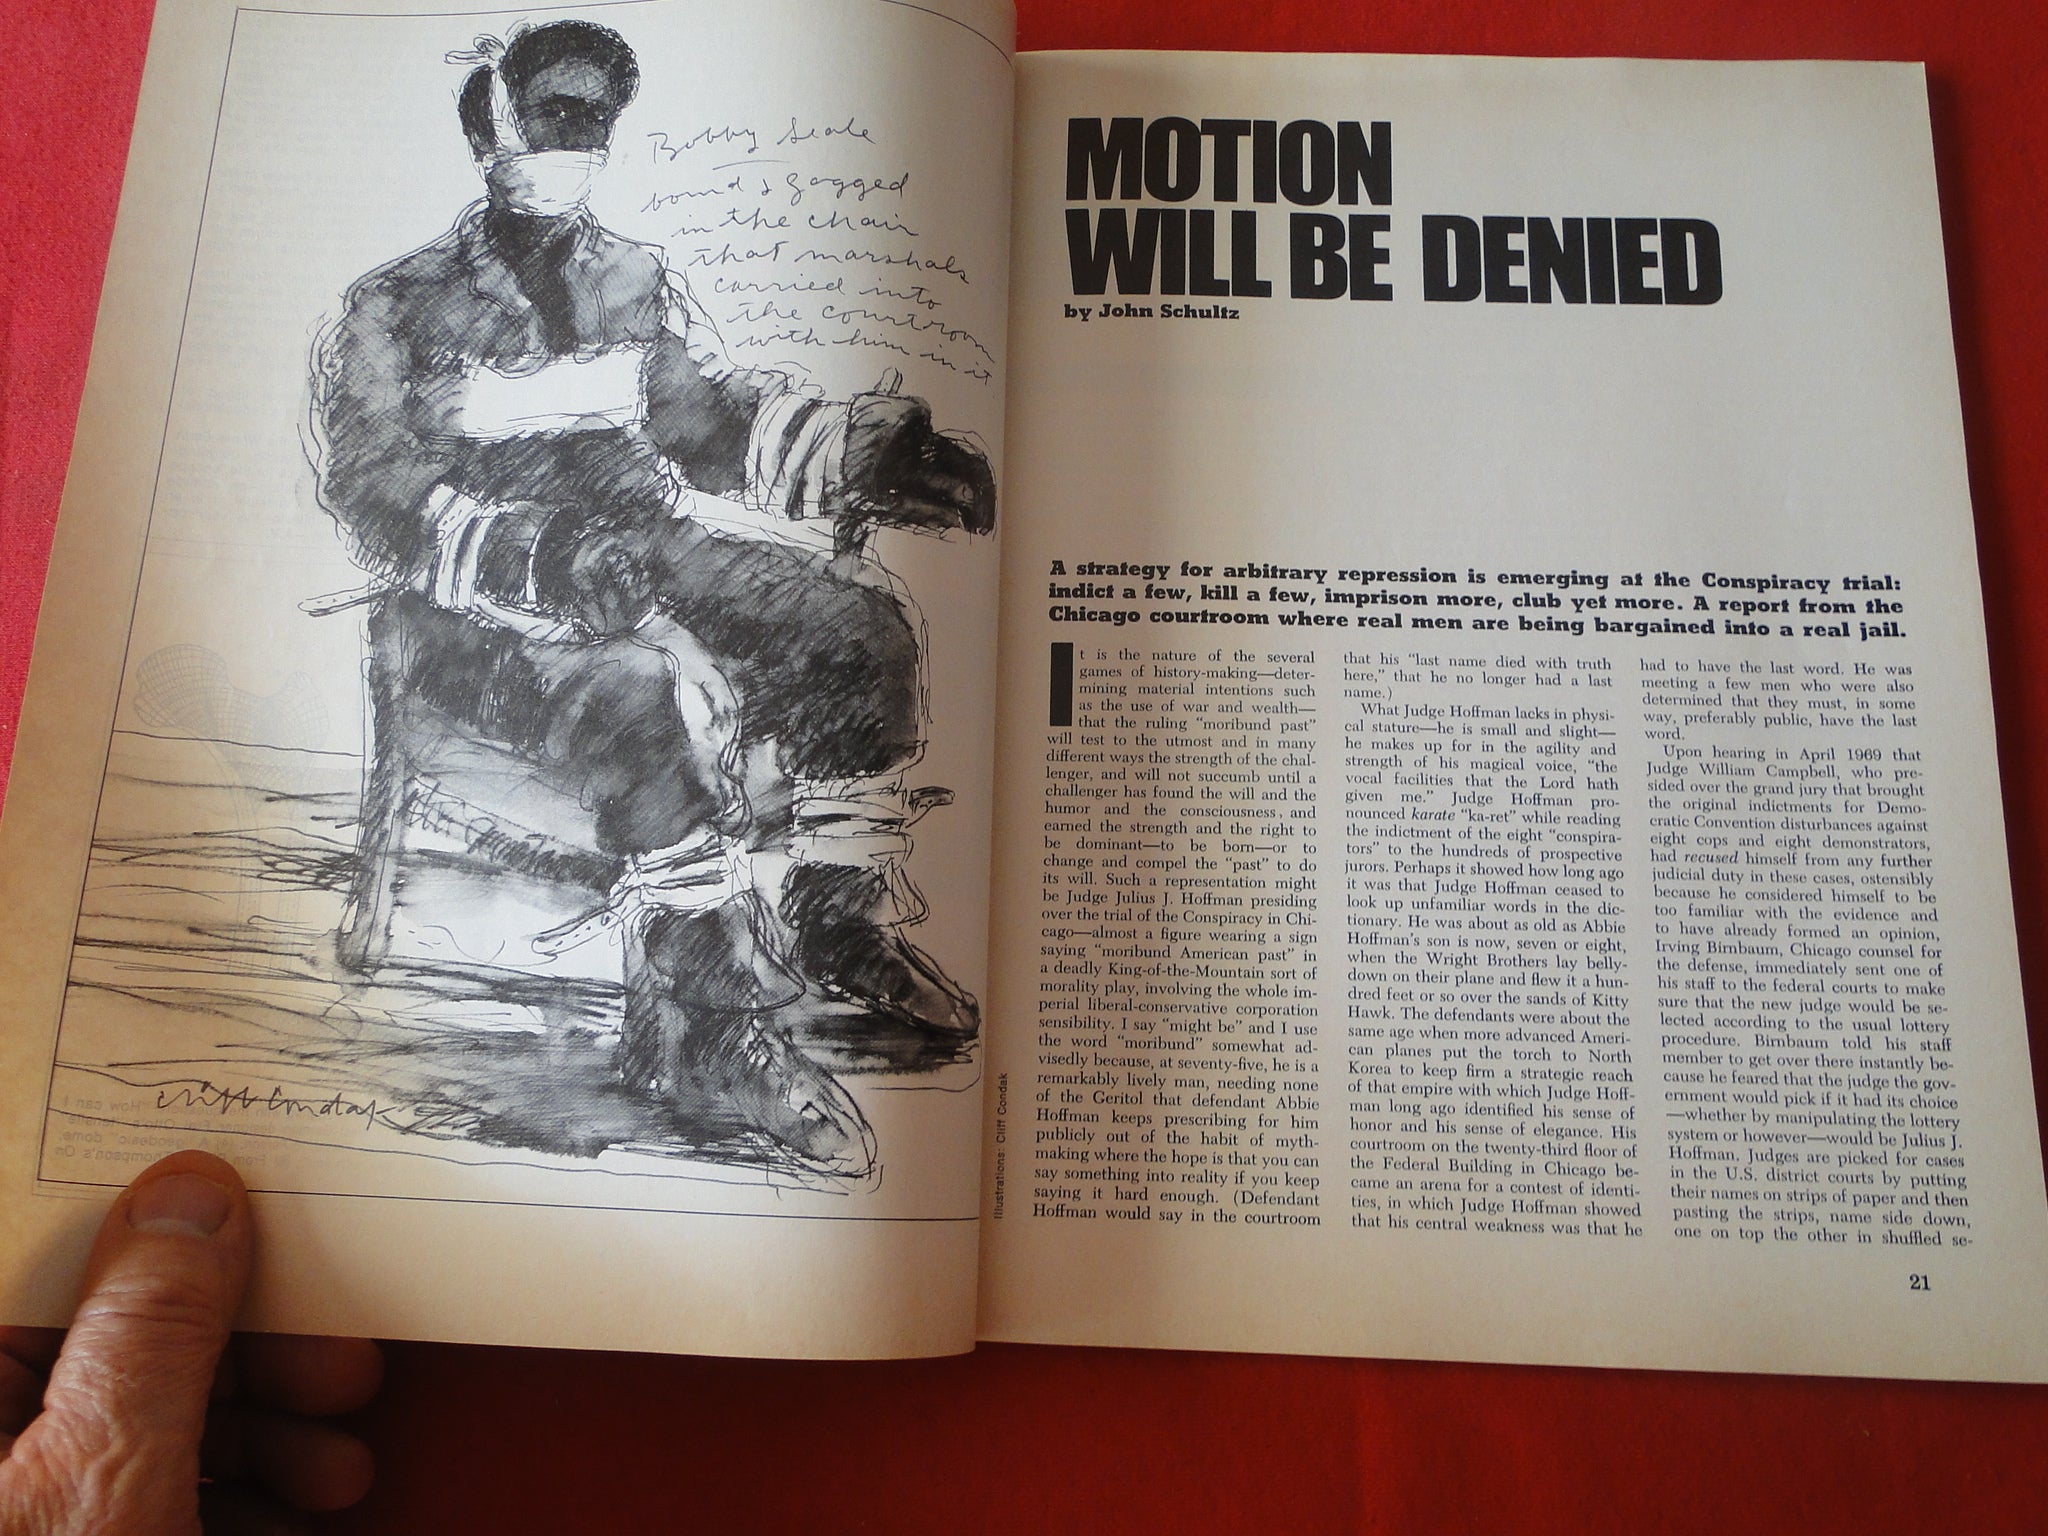 Bobby Seale
bound & gagged
in the chair
that marshals
carried into
the courtroom
with him in it
Cliff Condak
MOTION
WILL BE DENIED
by John Schultz
A strategy for arbitrary repression is emerging at the Conspiracy trial:
indict a few, kill a few, imprison more, club yet more. A report from the
Chicago courtroom where real men are being bargained into a real jail.
It is the nature of the several
games of history-making—deter-
mining material intentions such
as the use of war and wealth—
that the ruling “moribund past”
will test to the utmost and in many
different ways the strength of the chal-
lenger, and will not succumb until a
challenger has found the will and the
humor and the consciousness, and
earned the strength and the right to
be dominant—to be born—or to
change and compel the “past” to do
its will. Such a representation might
be Judge Julius J. Hoffman presiding
over the trial of the Conspiracy in Chi-
cago—almost a figure wearing a sign
saying “moribund American past” in
a deadly King-of-the-Mountain sort of
morality play, involving the whole im-
perial liberal-conservative corporation
sensibility. I say “might be” and I use
the word “moribund” somewhat ad-
visedly because, at seventy-five, he is a
remarkably lively man, needing none
of the Geritol that defendant Abbie
Hoffman keeps prescribing for him
publicly out of the habit of myth-
making where the hope is that you can
say something into reality if you keep
saying it hard enough. (Defendant
Hoffman would say in the courtroom
that his “last name died with truth
here,” that he no longer had a last
name.)
What Judge Hoffman lacks in physi-
cal stature—he is small and slight—
he makes up for in the agility and
strength of his magical voice, “the
vocal facilities that the Lord hath
given me.” Judge Hoffman pro-
nounced karate “ka-ret” while reading
the indictment of the eight “conspira-
tors” to the hundreds of prospective
jurors. Perhaps it showed how long ago
it was that Judge Hoffman ceased to
look up unfamiliar words in the dic-
tionary. He was about as old as Abbie
Hoffman’s son is now, seven or eight,
when the Wright Brothers lay belly-
down on their plane and flew it a hun-
dred feet or so over the sands of Kitty
Hawk. The defendants were about the
same age when more advanced Ameri-
can planes put the torch to North
Korea to keep firm a strategic reach
of that empire with which Judge Hoff-
man long ago identified his sense of
honor and his sense of elegance. His
courtroom on the twenty-third floor of
the Federal Building in Chicago be-
came an arena for a contest of identi-
ties, in which Judge Hoffman showed
that his central weakness was that he
had to have the last word. He was
meeting a few men who were also
determined that they must, in some
way, preferably public, have the last
word.
Upon hearing in April 1969 that
Judge William Campbell, who pre-
sided over the grand jury that brought
the original indictments for Demo-
cratic Convention disturbances against
eight cops and eight demonstrators,
had recused himself from any further
judicial duty in these cases, ostensibly
because he considered himself to be
too familiar with the evidence and
to have already formed an opinion,
Irving Birnbaum, Chicago counsel for
the defense, immediately sent one of
his staff to the federal courts to make
sure that the new judge would be se-
lected according to the usual lottery
procedure. Birnbaum told his staff
member to get over there instantly be-
cause he feared that the judge the gov-
ernment would pick if it had its choice
—whether by manipulating the lottery
system or however—would be Julius J.
Hoffman. Judges are picked for cases
in the U.S. district courts by putting
their names on strips of paper and then
pasting the strips, name side down,
one on top the other in shuffled se-
Illustrations: Cliff Condak
21